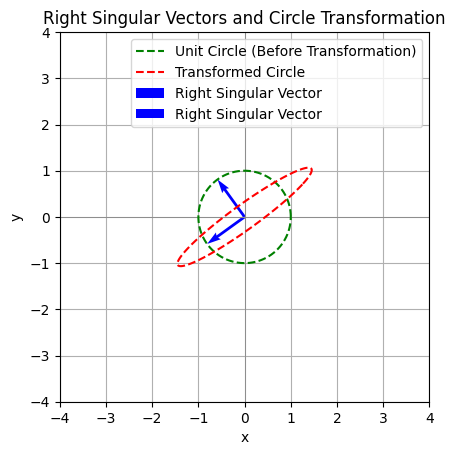 Right Singular Vectors and Circle Transformation
Unit Circle (Before Transformation)
Transformed Circle
Right Singular Vector
Right Singular Vector
4
3
2
1
0
−1
−2
−3
−4
y
−4 −3 −2 −1 0 1 2 3 4
x